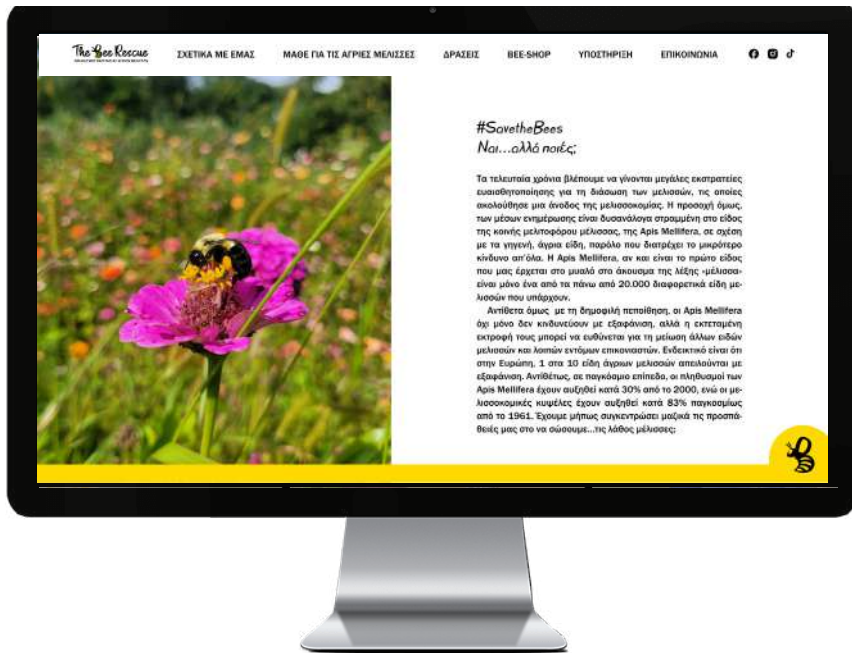 The Bee Rescue
ΣΧΕΤΙΚΑ ΜΕ ΕΜΑΣ
ΜΑΘΕ ΓΙΑ ΤΙΣ ΑΓΡΙΕΣ ΜΕΛΙΣΣΕΣ
ΔΡΑΣΕΙΣ
BEE-SHOP
ΥΠΟΣΤΗΡΙΞΗ
ΕΠΙΚΟΙΝΩΝΙΑ
#SavetheBees
Ναι...αλλά ποιές;
Τα τελευταία χρόνια βλέπουμε να γίνονται μεγάλες εκστρατείες
ευαισθητοποίησης για τη διάσωση των μελισσών, τις οποίες
ακολούθησε μια άνοδος της μελισσοκομίας. Η προσοχή όμως,
των μέσων ενημέρωσης είναι δυσανάλογα στραμμένη στο είδος
της κοινής μελιτοφόρου μέλισσας, της Apis Mellifera, σε σχέση
με τα γηγενή, άγρια είδη, παρόλο που διατρέχει το μικρότερο
κίνδυνο απ'όλα. Η Apis Mellifera, αν και είναι το πρώτο είδος
που μας έρχεται στο μυαλό στο άκουσμα της λέξης «μέλισσα»
είναι μόνο ένα από τα πάνω από 20.000 διαφορετικά είδη με-
λισσών που υπάρχουν.
Αντίθετα όμως με τη δημοφιλή πεποίθηση, οι Apis Mellifera
όχι μόνο δεν κινδυνεύουν με εξαφάνιση, αλλά η εκτεταμένη
εκτροφή τους μπορεί να ευθύνεται για τη μείωση άλλων ειδών
μελισσών και λοιπών εντόμων επικονιαστών. Ενδεικτικό είναι ότι
στην Ευρώπη, 1 στα 10 είδη άγριων μελισσών απειλούνται με
εξαφάνιση. Αντιθέτως, σε παγκόσμιο επίπεδο, οι πληθυσμοί των
Apis Mellifera έχουν αυξηθεί κατά 30% από το 2000, ενώ οι με-
λισσοκομικές κυψέλες έχουν αυξηθεί κατά 83% παγκοσμίως
από το 1961. Έχουμε μήπως συγκεντρώσει μαζικά τις προσπά-
θειές μας στο να σώσουμε...τις λάθος μέλισσες;